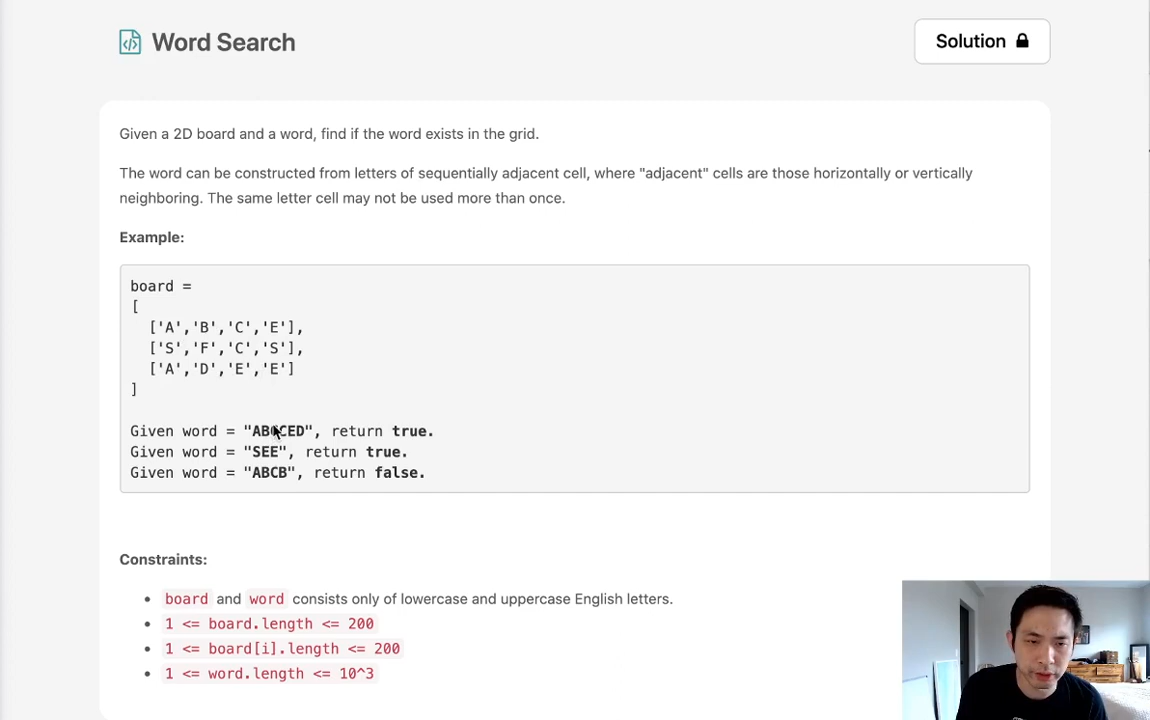 Word Search
Solution
Given a 2D board and a word, find if the word exists in the grid.
The word can be constructed from letters of sequentially adjacent cell, where "adjacent" cells are those horizontally or vertically
neighboring. The same letter cell may not be used more than once.
Example:
board =
[
['A','B','C','E'],
['S','F','C','S'],
['A','D','E','E']
]
Given word = "ABCCED", return true.
Given word = "SEE", return true.
Given word = "ABCB", return false.
Constraints:
• board and word consists only of lowercase and uppercase English letters.
• 1 <= board.length <= 200
• 1 <= board[i].length <= 200
• 1 <= word.length <= 10^3